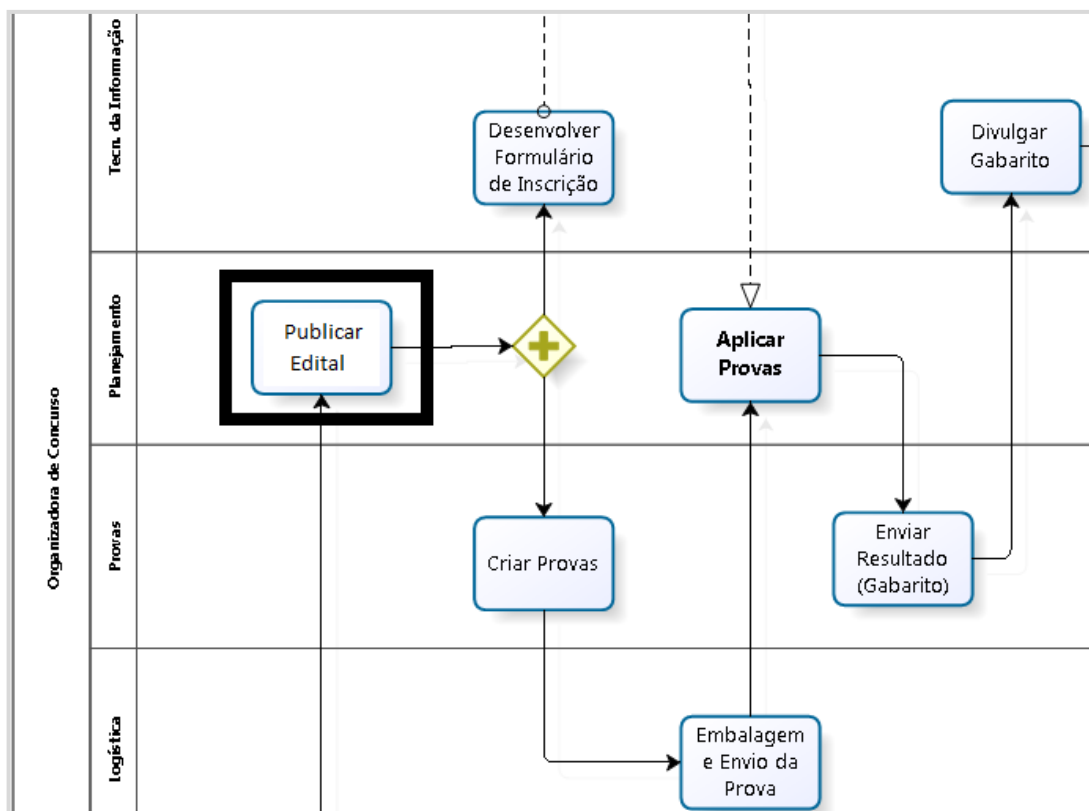 Organizadora de Concurso
Tecn. da Informação
Desenvolver
Formulário
de Inscrição
Divulgar
Gabarito
Planejamento
Publicar
Edital
Aplicar
Provas
Provas
Criar Provas
Enviar
Resultado
(Gabarito)
Logística
Embalagem
e Envio da
Prova